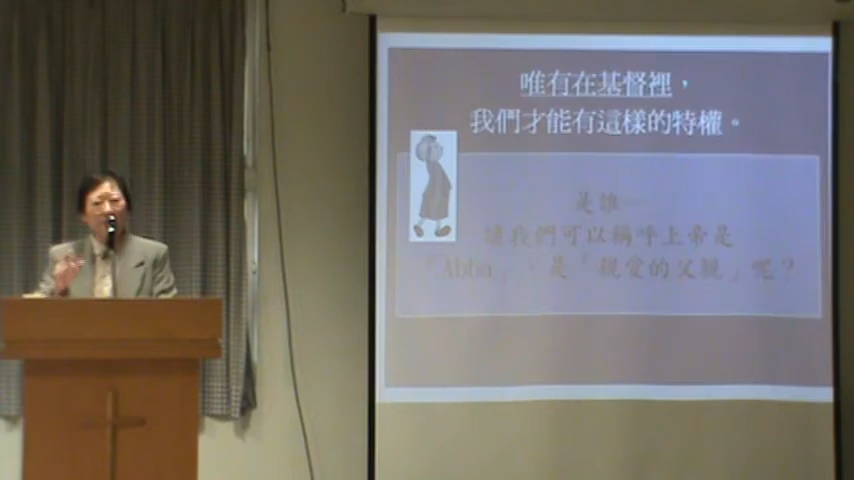 唯有在基督裡，
我們才能有這樣的特權。
是誰…
讓我們可以稱呼上帝是
「Abba」，是「親愛的父親」呢？